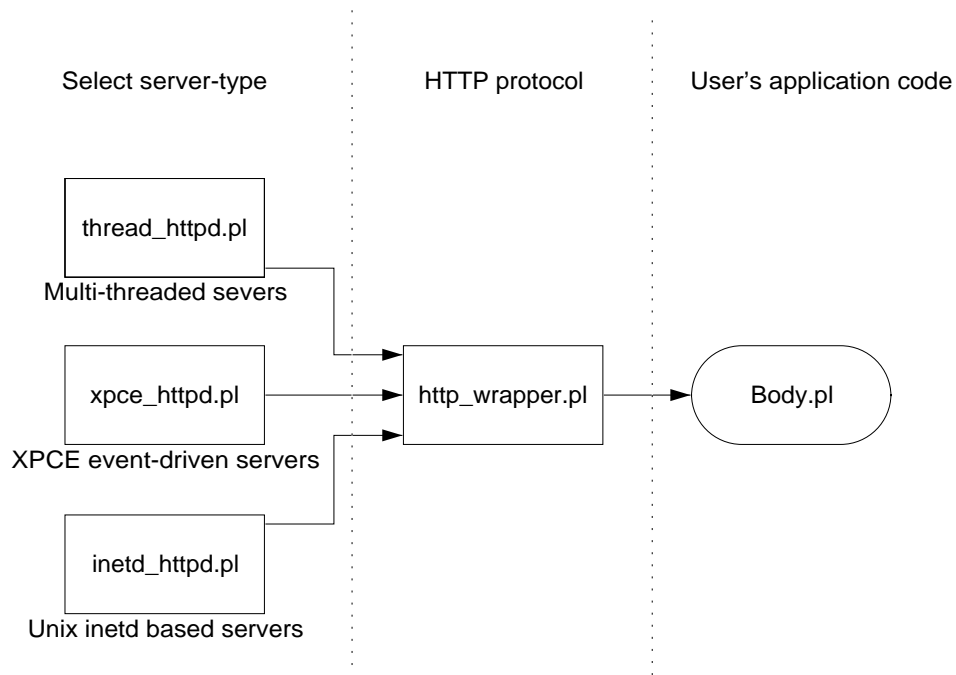 Select server-type
HTTP protocol
User's application code
thread_httpd.pl
Multi-threaded severs
xpce_httpd.pl
http_wrapper.pl
Body.pl
XPCE event-driven servers
inetd_httpd.pl
Unix inetd based servers